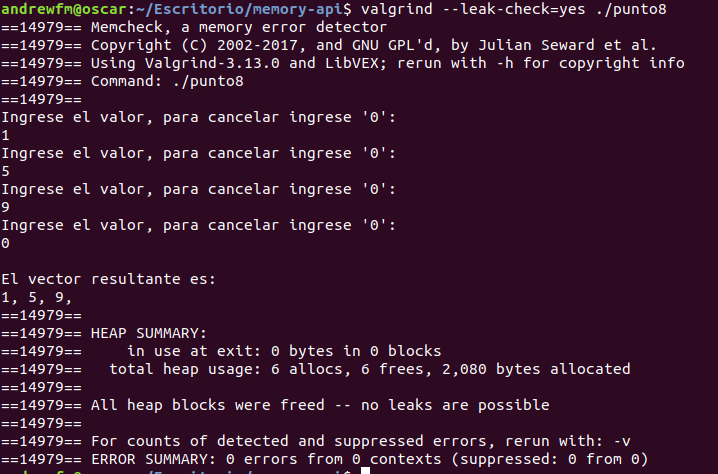 andrewfm@oscar:~/Escritorio/memory-api$ valgrind --leak-check=yes ./punto8
==14979== Memcheck, a memory error detector
==14979== Copyright (C) 2002-2017, and GNU GPL'd, by Julian Seward et al.
==14979== Using Valgrind-3.13.0 and LibVEX; rerun with -h for copyright info
==14979== Command: ./punto8
==14979==
Ingrese el valor, para cancelar ingrese '0':
1
Ingrese el valor, para cancelar ingrese '0':
5
Ingrese el valor, para cancelar ingrese '0':
9
Ingrese el valor, para cancelar ingrese '0':
0
El vector resultante es:
1, 5, 9,
==14979==
==14979== HEAP SUMMARY:
==14979==     in use at exit: 0 bytes in 0 blocks
==14979==   total heap usage: 6 allocs, 6 frees, 2,080 bytes allocated
==14979==
==14979== All heap blocks were freed -- no leaks are possible
==14979==
==14979== For counts of detected and suppressed errors, rerun with: -v
==14979== ERROR SUMMARY: 0 errors from 0 contexts (suppressed: 0 from 0)